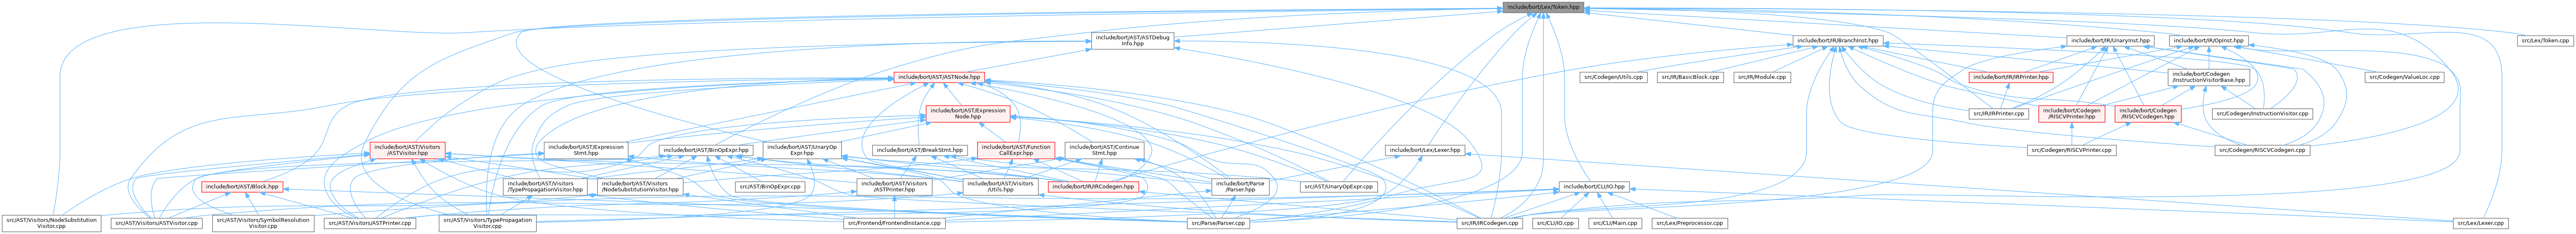 include/bort/Lex/Token.hpp
include/bort/AST/ASTDebug
Info.hpp
include/bort/IR/BranchInst.hpp
include/bort/IR/UnaryInst.hpp
include/bort/IR/OpInst.hpp
src/Lex/Token.cpp
include/bort/AST/ASTNode.hpp
src/Codegen/Utils.cpp
src/IR/BasicBlock.cpp
src/IR/Module.cpp
include/bort/IR/IRPrinter.hpp
include/bort/Codegen
/InstructionVisitorBase.hpp
src/Codegen/ValueLoc.cpp
include/bort/AST/Expression
Node.hpp
src/IR/IRPrinter.cpp
include/bort/Codegen
/RISCVPrinter.hpp
include/bort/Codegen
/RISCVCodegen.hpp
src/Codegen/InstructionVisitor.cpp
include/bort/AST/Visitors
/ASTVisitor.hpp
include/bort/AST/Expression
Stmt.hpp
include/bort/AST/BinOpExpr.hpp
include/bort/AST/UnaryOp
Expr.hpp
include/bort/AST/BreakStmt.hpp
include/bort/AST/Function
CallExpr.hpp
include/bort/AST/Continue
Stmt.hpp
include/bort/Lex/Lexer.hpp
src/Codegen/RISCVPrinter.cpp
src/Codegen/RISCVCodegen.cpp
include/bort/AST/Block.hpp
include/bort/AST/Visitors
/TypePropagationVisitor.hpp
include/bort/AST/Visitors
/NodeSubstitutionVisitor.hpp
src/AST/BinOpExpr.cpp
include/bort/AST/Visitors
/ASTPrinter.hpp
include/bort/AST/Visitors
/Utils.hpp
include/bort/IR/IRCodegen.hpp
include/bort/Parse
/Parser.hpp
src/AST/UnaryOpExpr.cpp
include/bort/CLI/IO.hpp
src/AST/Visitors/NodeSubstitution
Visitor.cpp
src/AST/Visitors/ASTVisitor.cpp
src/AST/Visitors/SymbolResolution
Visitor.cpp
src/AST/Visitors/ASTPrinter.cpp
src/AST/Visitors/TypePropagation
Visitor.cpp
src/Frontend/FrontendInstance.cpp
src/Parse/Parser.cpp
src/IR/IRCodegen.cpp
src/CLI/IO.cpp
src/CLI/Main.cpp
src/Lex/Preprocessor.cpp
src/Lex/Lexer.cpp